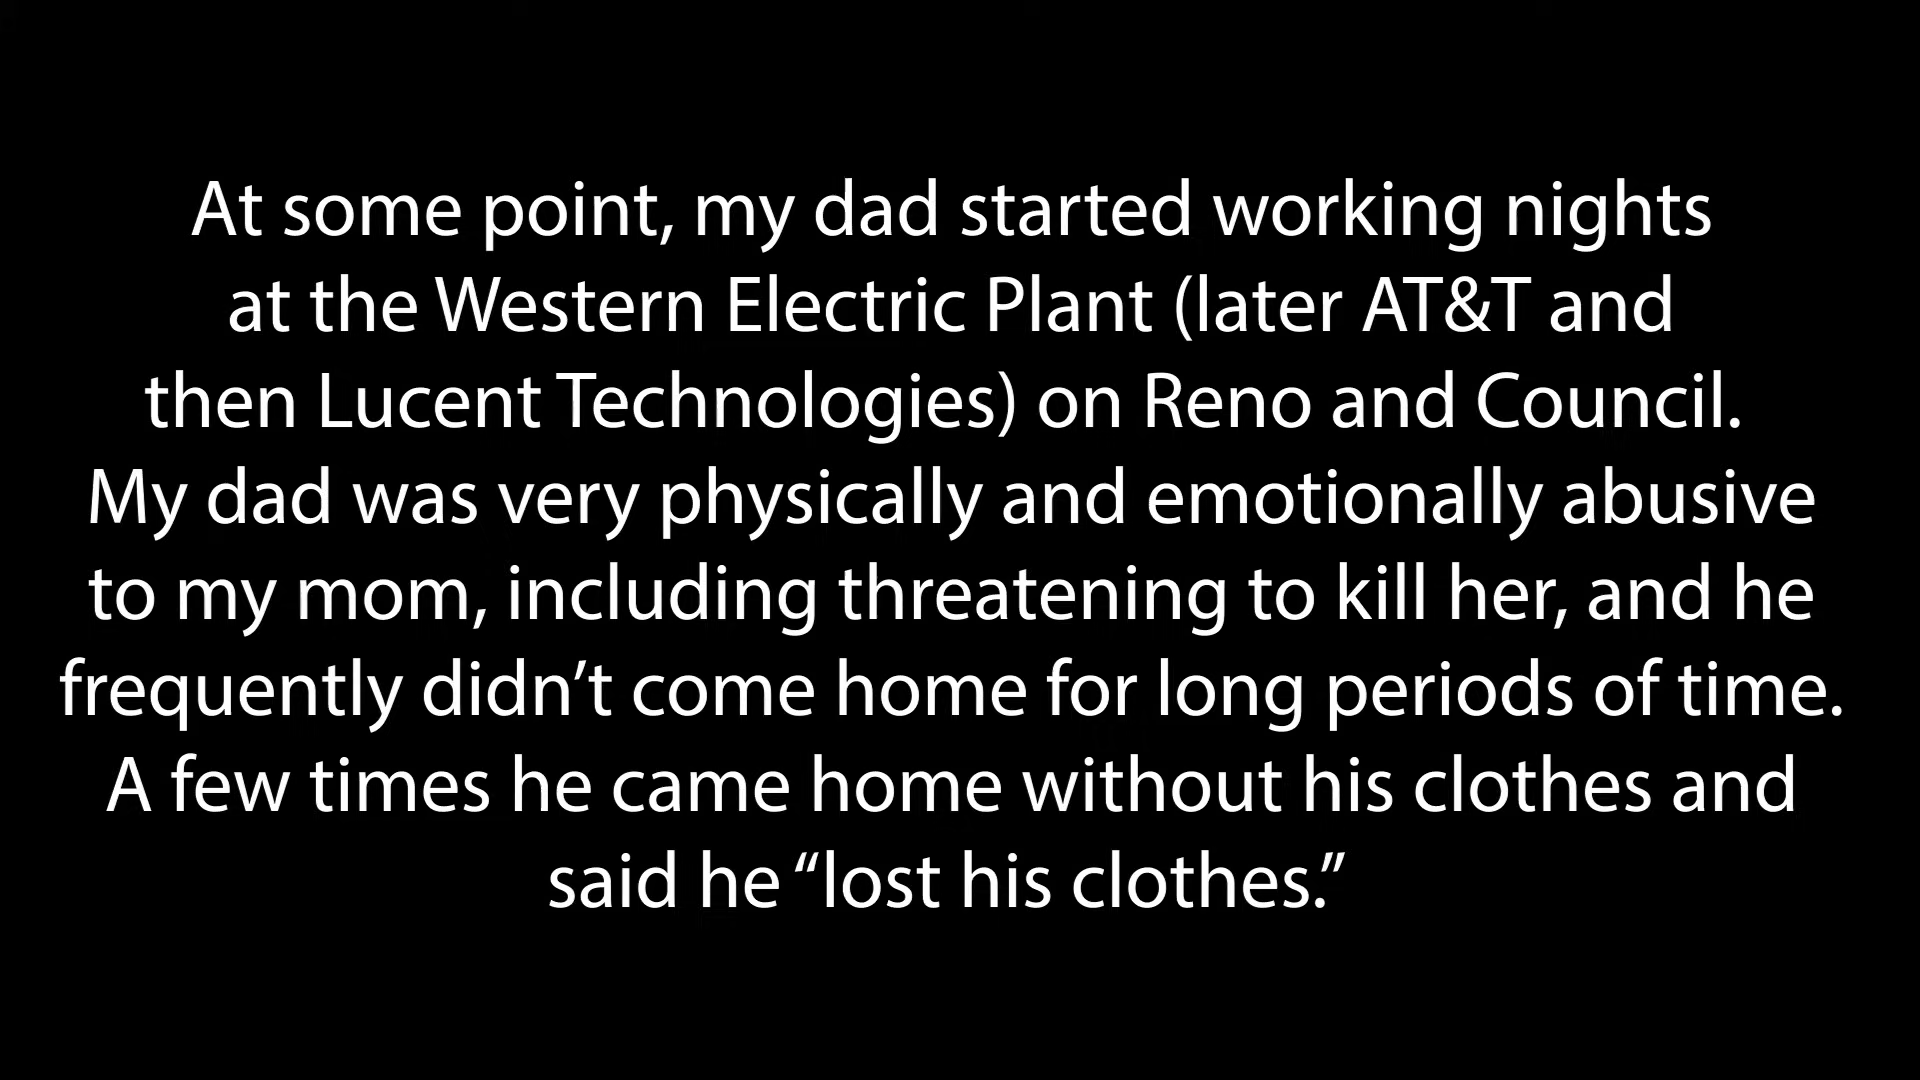 At some point, my dad started working nights
at the Western Electric Plant (later AT&T and
then Lucent Technologies) on Reno and Council.
My dad was very physically and emotionally abusive
to my mom, including threatening to kill her, and he
frequently didn’t come home for long periods of time.
A few times he came home without his clothes and
said he “lost his clothes.”